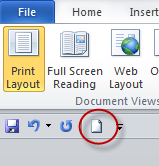 File Home Insert
Print Layout Full Screen Reading Web Layout
Document Views